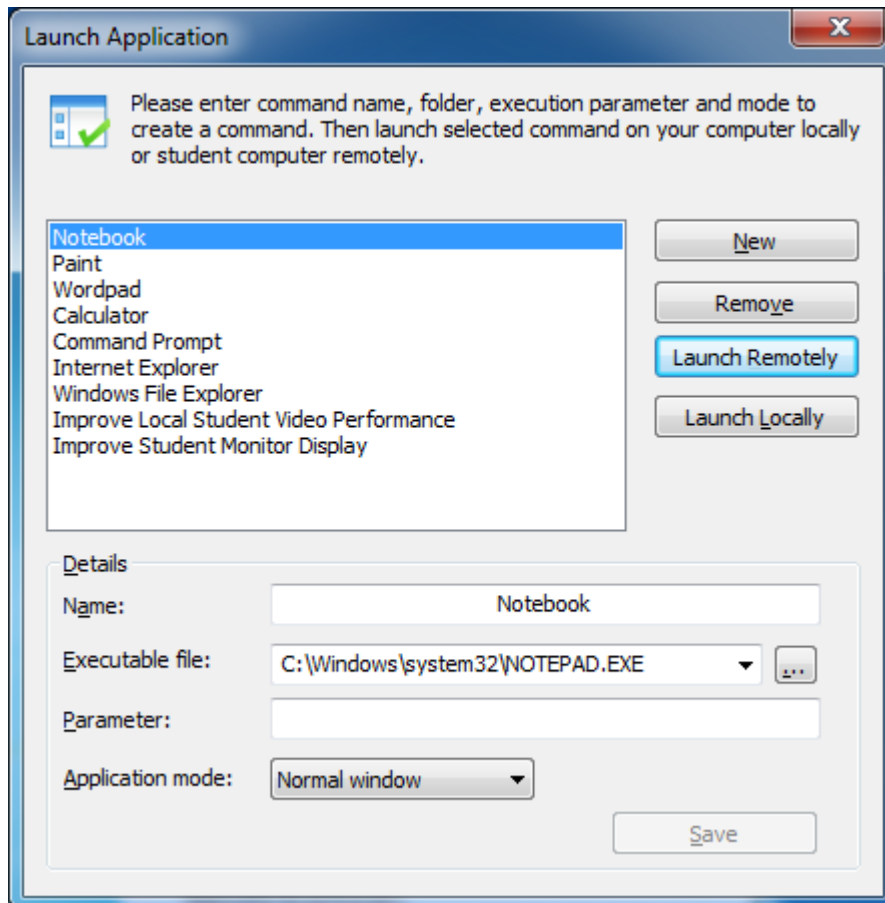 Launch Application
Please enter command name, folder, execution parameter and mode to
create a command. Then launch selected command on your computer locally
or student computer remotely.
Notebook
Paint
Wordpad
Calculator
Command Prompt
Internet Explorer
Windows File Explorer
Improve Local Student Video Performance
Improve Student Monitor Display
New
Remove
Launch Remotely
Launch Locally
Details
Name: Notebook
Executable file: C:\Windows\system32\NOTEPAD.EXE ...
Parameter:
Application mode: Normal window
Save